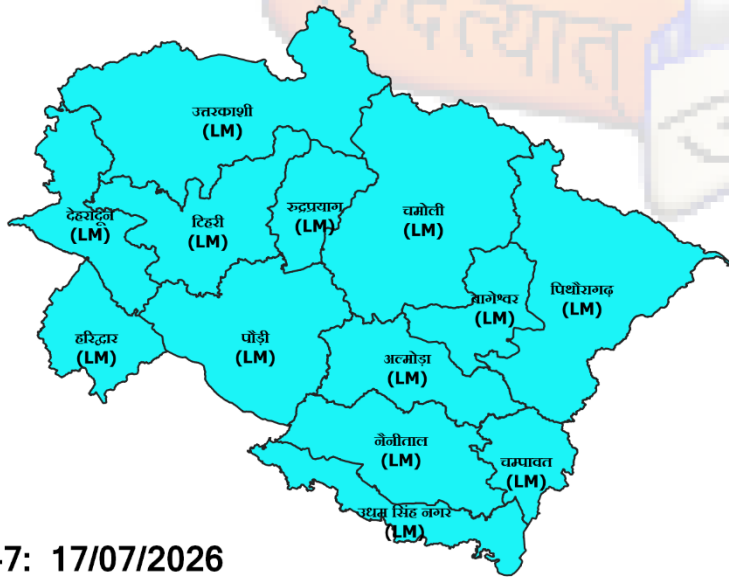 दित्यात
उत्तरकाशी
(LM)
देहरादून
(LM)
टिहरी
(LM)
रुद्रप्रयाग
(LM)
चमोली
(LM)
बागेश्वर
(LM)
पिथौरागढ़
(LM)
हरिद्वार
(LM)
पौड़ी
(LM)
अल्मोड़ा
(LM)
नैनीताल
(LM)
चम्पावत
(LM)
उधम सिंह नगर
(LM)
-7: 17/07/2026